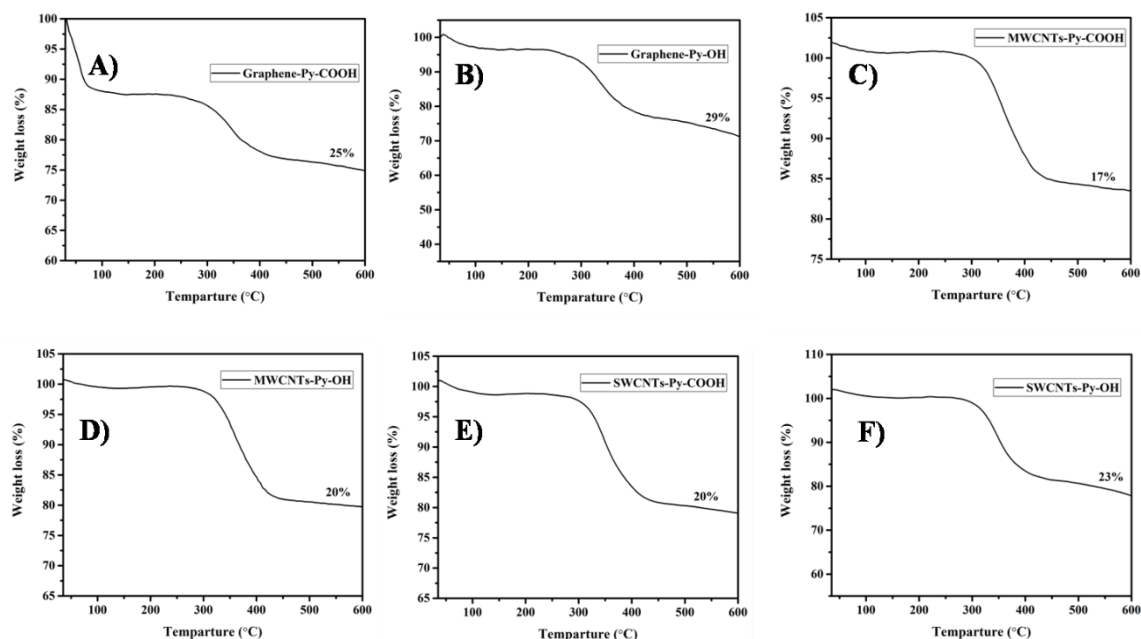 A)
Graphene-Py-COOH
25%
Weight loss (%)
100
95
90
85
80
75
70
65
60
100 200 300 400 500 600
Temparture (°C)
B)
Graphene-Py-OH
29%
Weight loss (%)
100
90
80
70
60
50
40
100 200 300 400 500 600
Temparature (°C)
C)
MWCNTs-Py-COOH
17%
Weight loss (%)
105
100
95
90
85
80
75
100 200 300 400 500 600
Temparture (°C)
D)
MWCNTs-Py-OH
20%
Weight loss (%)
105
100
95
90
85
80
75
70
65
100 200 300 400 500 600
Temparture (°C)
E)
SWCNTs-Py-COOH
20%
Weight loss (%)
105
100
95
90
85
80
75
70
65
100 200 300 400 500 600
Temparture (°C)
F)
SWCNTs-Py-OH
23%
Weight loss (%)
110
100
90
80
70
60
100 200 300 400 500 600
Temparture (°C)